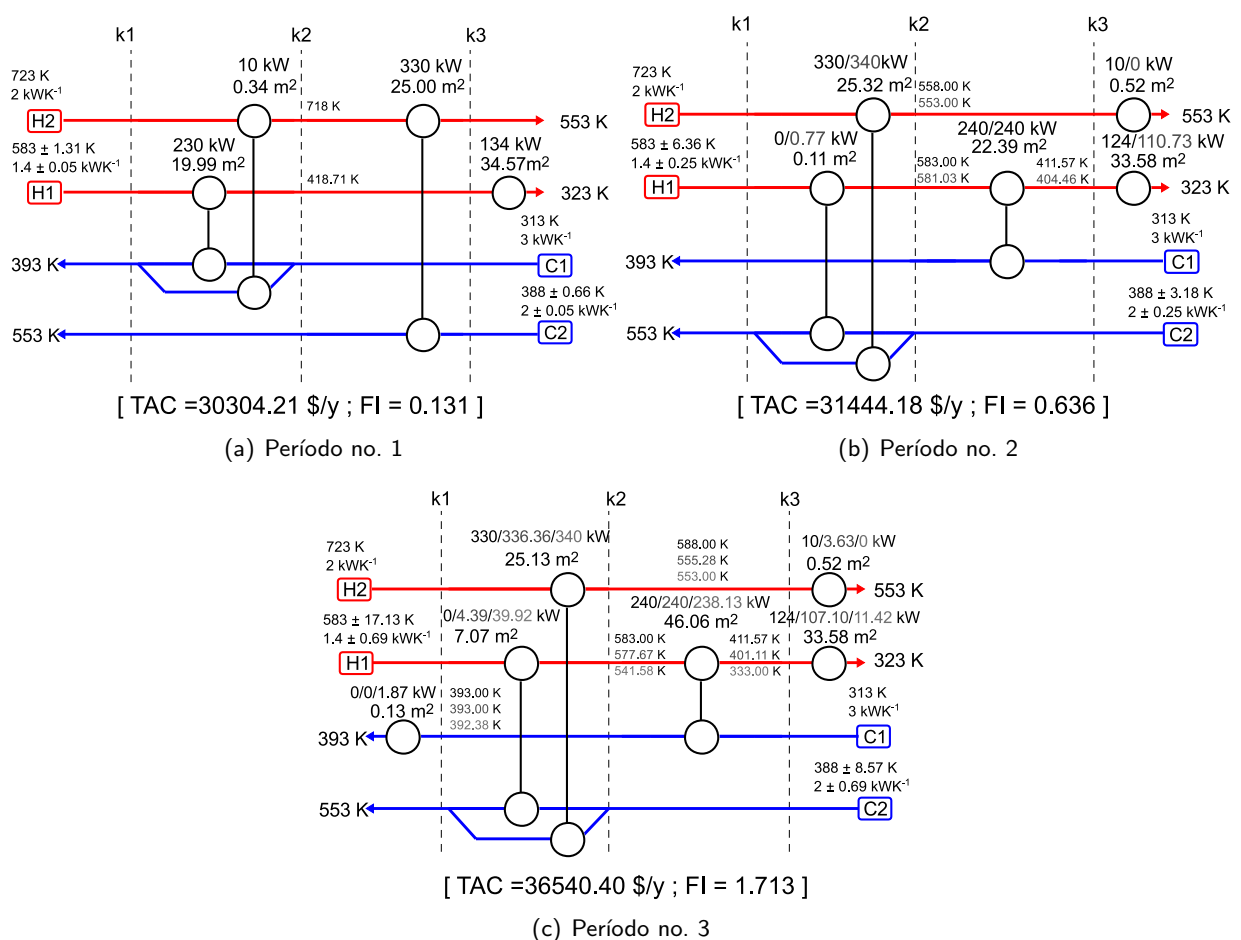 k1
k2
k3
10 kW
0.34 m²
330 kW
25.00 m²
723 K
2 kWK⁻¹
H2
718 K
553 K
583 ± 1.31 K
1.4 ± 0.05 kWK⁻¹
230 kW
19.99 m²
134 kW
34.57m²
H1
418.71 K
323 K
313 K
3 kWK⁻¹
393 K
C1
388 ± 0.66 K
2 ± 0.05 kWK⁻¹
553 K
C2
[ TAC =30304.21 $/y ; FI = 0.131 ]
(a) Período no. 1
k1
k2
k3
330/340kW
25.32 m²
10/0 kW
0.52 m²
723 K
2 kWK⁻¹
H2
558.00 K
553.00 K
553 K
583 ± 6.36 K
1.4 ± 0.25 kWK⁻¹
0/0.77 kW
0.11 m²
240/240 kW
22.39 m²
124/110.73 kW
33.58 m²
H1
583.00 K
581.03 K
411.57 K
404.46 K
323 K
313 K
3 kWK⁻¹
393 K
C1
388 ± 3.18 K
2 ± 0.25 kWK⁻¹
553 K
C2
[ TAC =31444.18 $/y ; FI = 0.636 ]
(b) Período no. 2
k1
k2
k3
330/336.36/340 kW
25.13 m²
10/3.63/0 kW
0.52 m²
723 K
2 kWK⁻¹
H2
588.00 K
555.28 K
553.00 K
553 K
583 ± 17.13 K
1.4 ± 0.69 kWK⁻¹
0/4.39/39.92 kW
7.07 m²
240/240/238.13 kW
46.06 m²
124/107.10/11.42 kW
33.58 m²
H1
583.00 K
577.67 K
541.58 K
411.57 K
401.11 K
333.00 K
323 K
0/0/1.87 kW
0.13 m²
393.00 K
393.00 K
392.38 K
313 K
3 kWK⁻¹
393 K
C1
388 ± 8.57 K
2 ± 0.69 kWK⁻¹
553 K
C2
[ TAC =36540.40 $/y ; FI = 1.713 ]
(c) Período no. 3